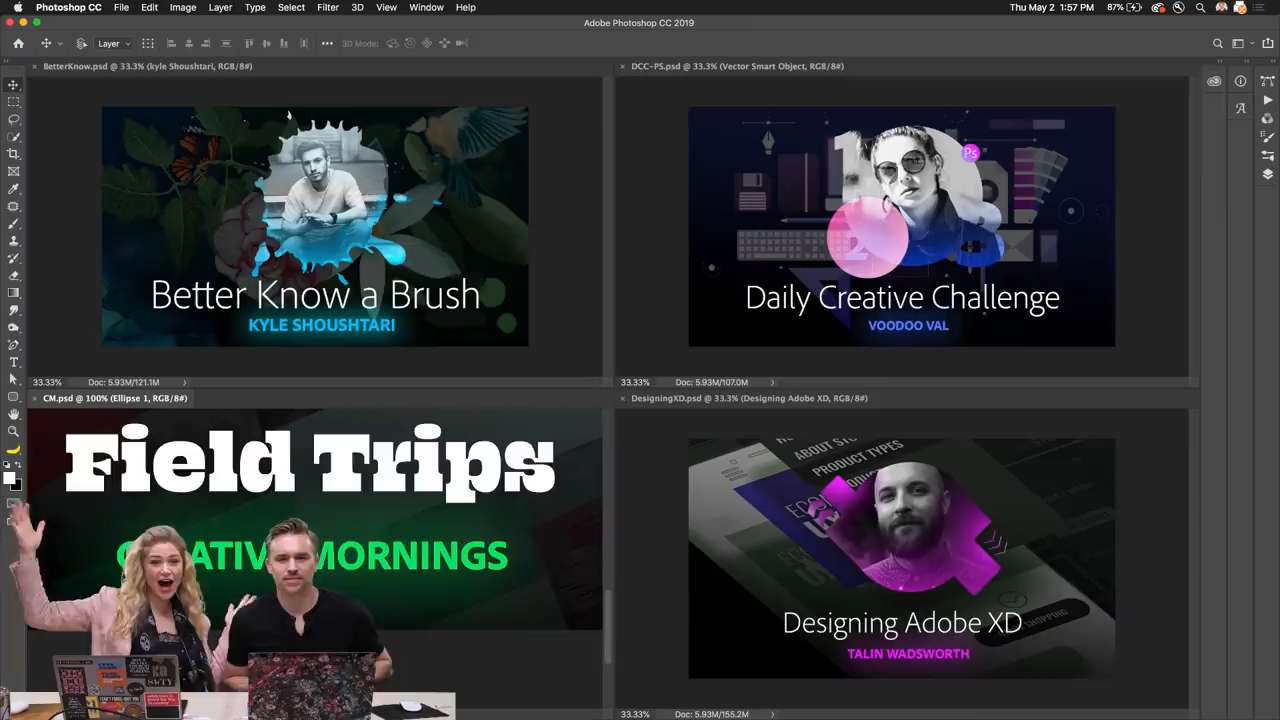 Photoshop CC File Edit Image Layer Type Select Filter 3D View Window Help Thu May 2 1:57 PM 87%
Adobe Photoshop CC 2019
Layer 3D Mode:
× BetterKnow.psd @ 33.3% (kyle Shoushtari, RGB/8#)
× DCC-PS.psd @ 33.3% (Vector Smart Object, RGB/8#)
Better Know a Brush
KYLE SHOUSHTARI
Ps
Daily Creative Challenge
VOODOO VAL
33.33% Doc: 5.93M/121.1M
33.33% Doc: 5.93M/107.0M
× CM.psd @ 100% (Ellipse 1, RGB/8#)
× DesigningXD.psd @ 33.3% (Designing Adobe XD, RGB/8#)
Field Trips
MORNINGS
SWTY
ABOUT
PRODUCT TYPES
SHOPPING
Designing Adobe XD
TALIN WADSWORTH
33.33% Doc: 5.93M/155.2M